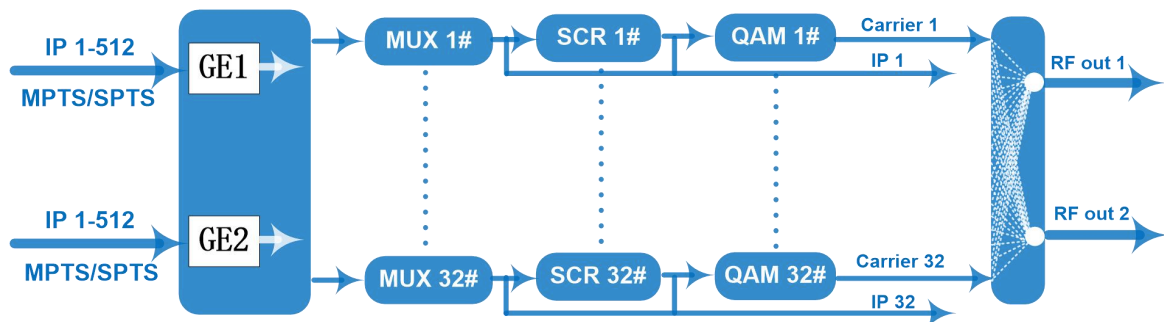 IP 1-512
MPTS/SPTS
GE1
MUX 1#
SCR 1#
QAM 1#
Carrier 1
IP 1
RF out 1
IP 1-512
MPTS/SPTS
GE2
MUX 32#
SCR 32#
QAM 32#
Carrier 32
IP 32
RF out 2